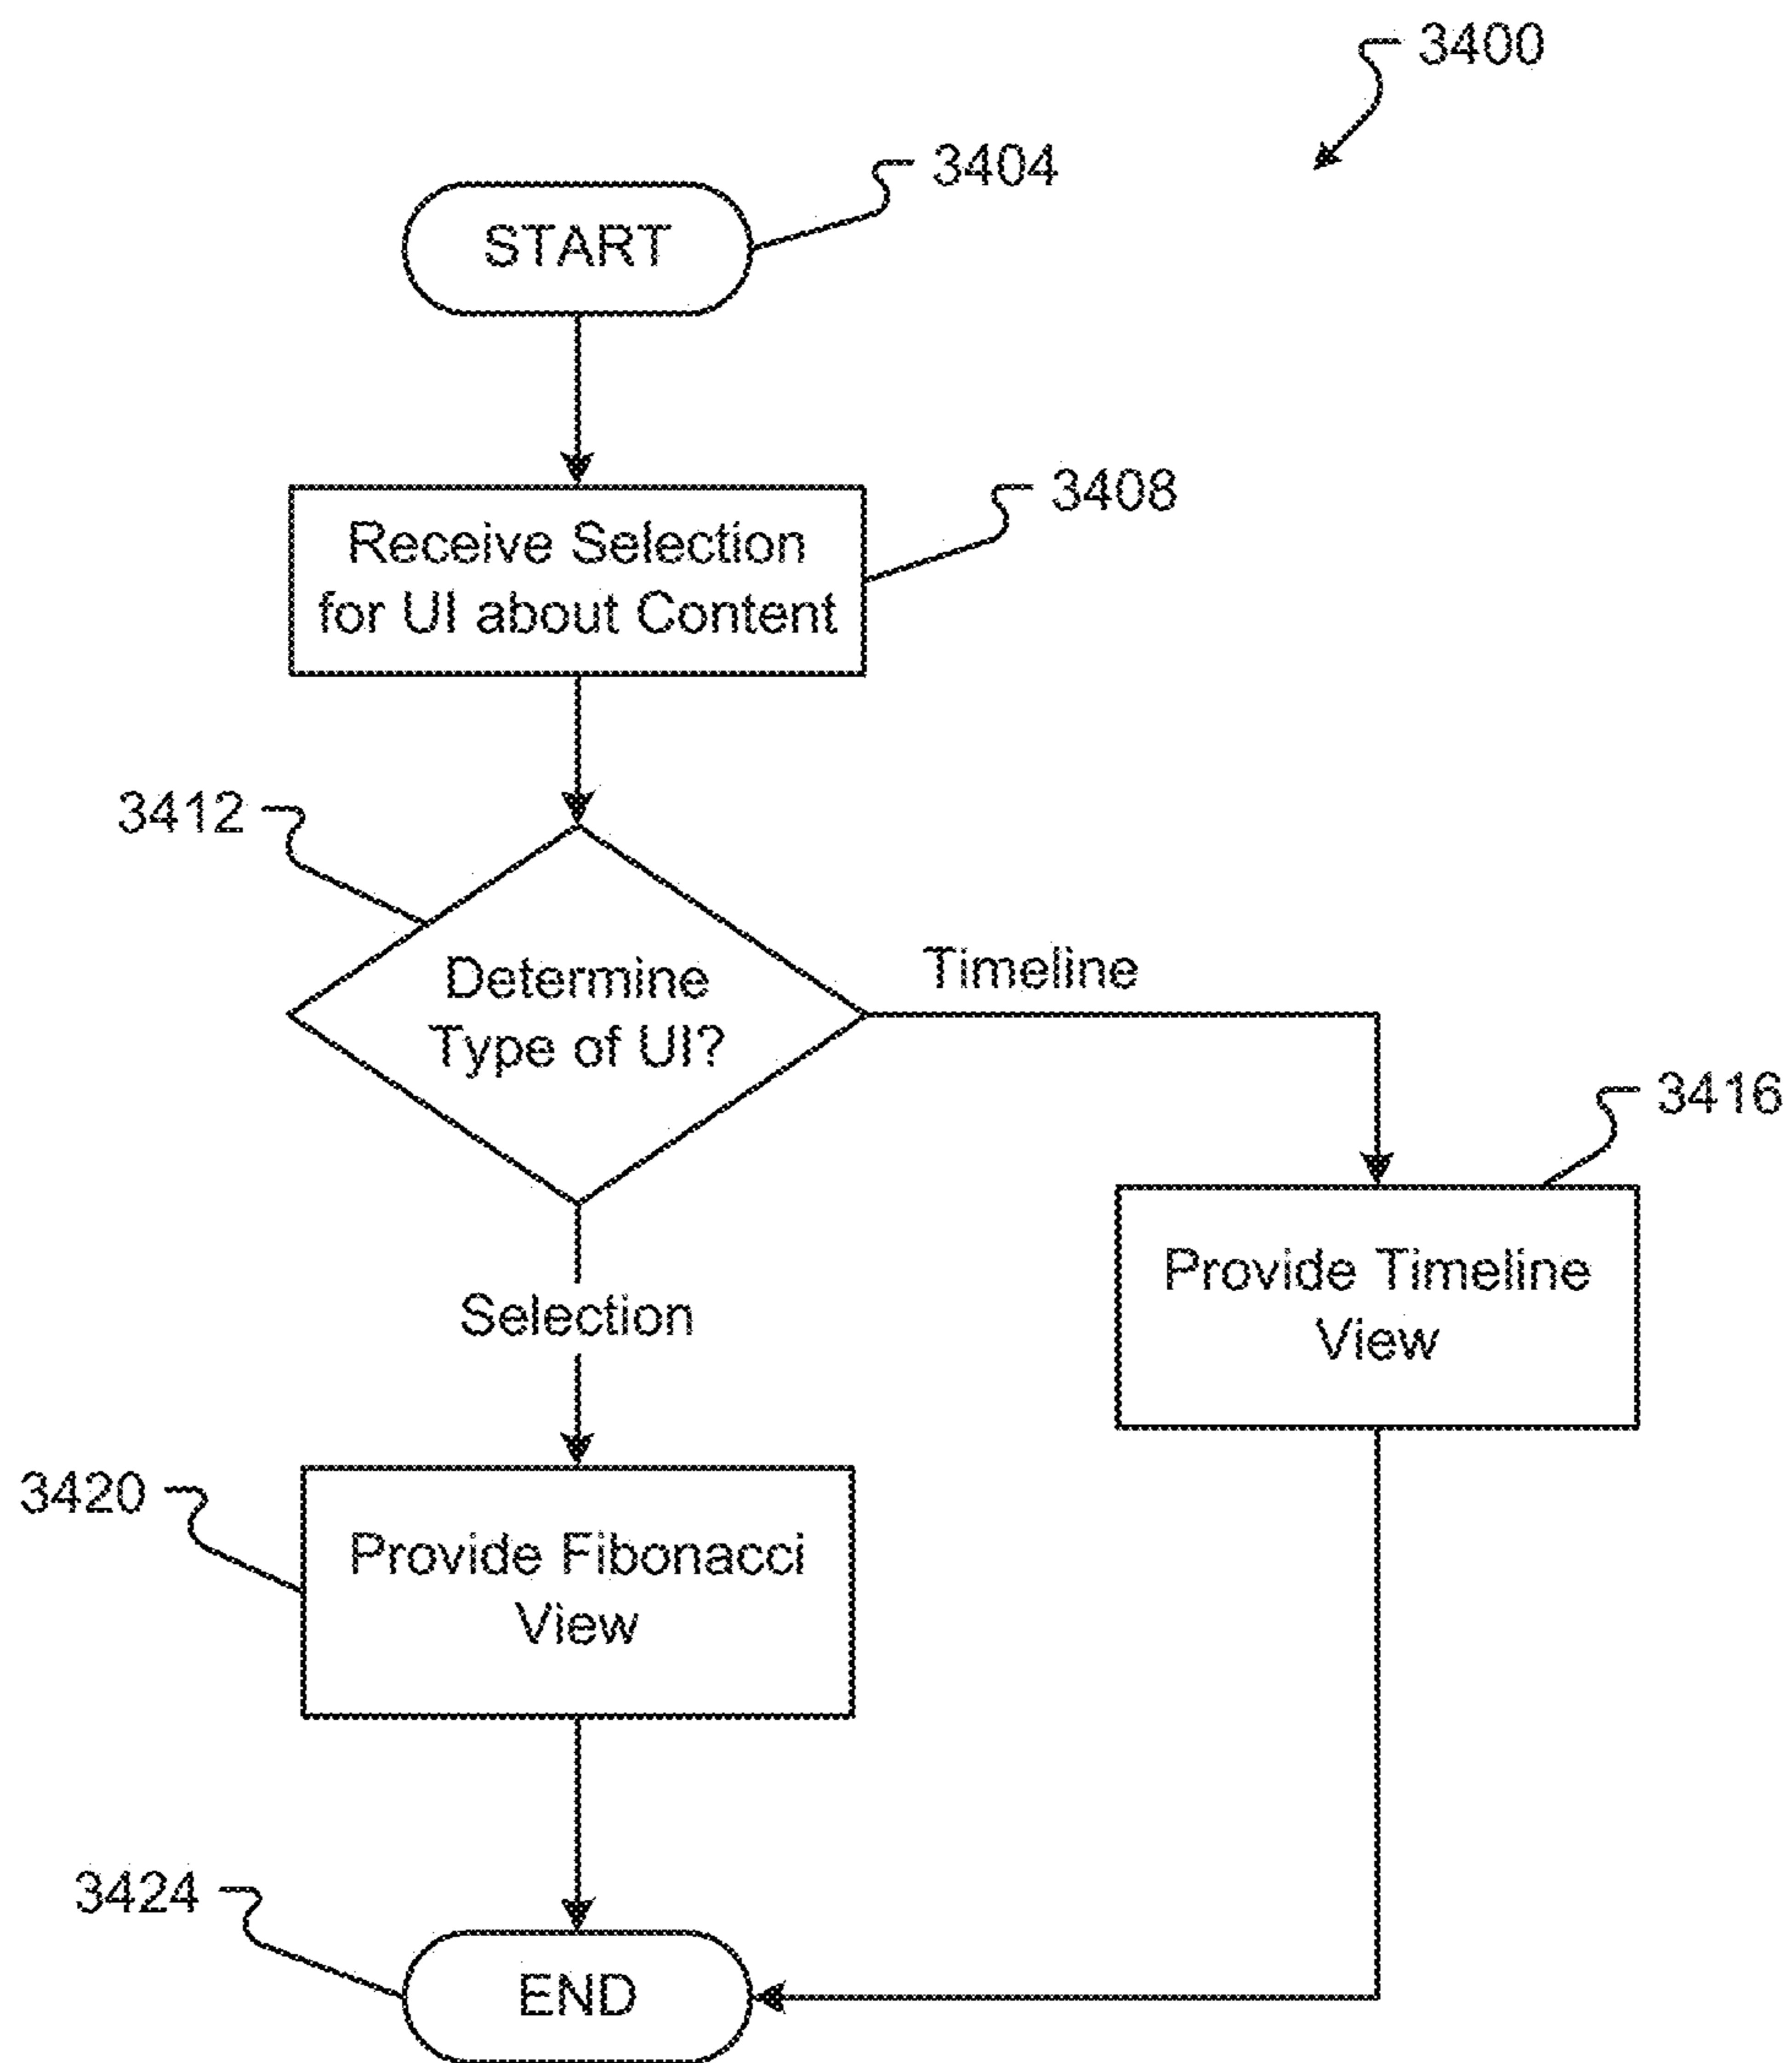 3400
3404
START
3408
Receive Selection
for UI about Content
3412
Determine
Type of UI?
Timeline
3416
Provide Timeline
View
Selection
3420
Provide Fibonacci
View
3424
END